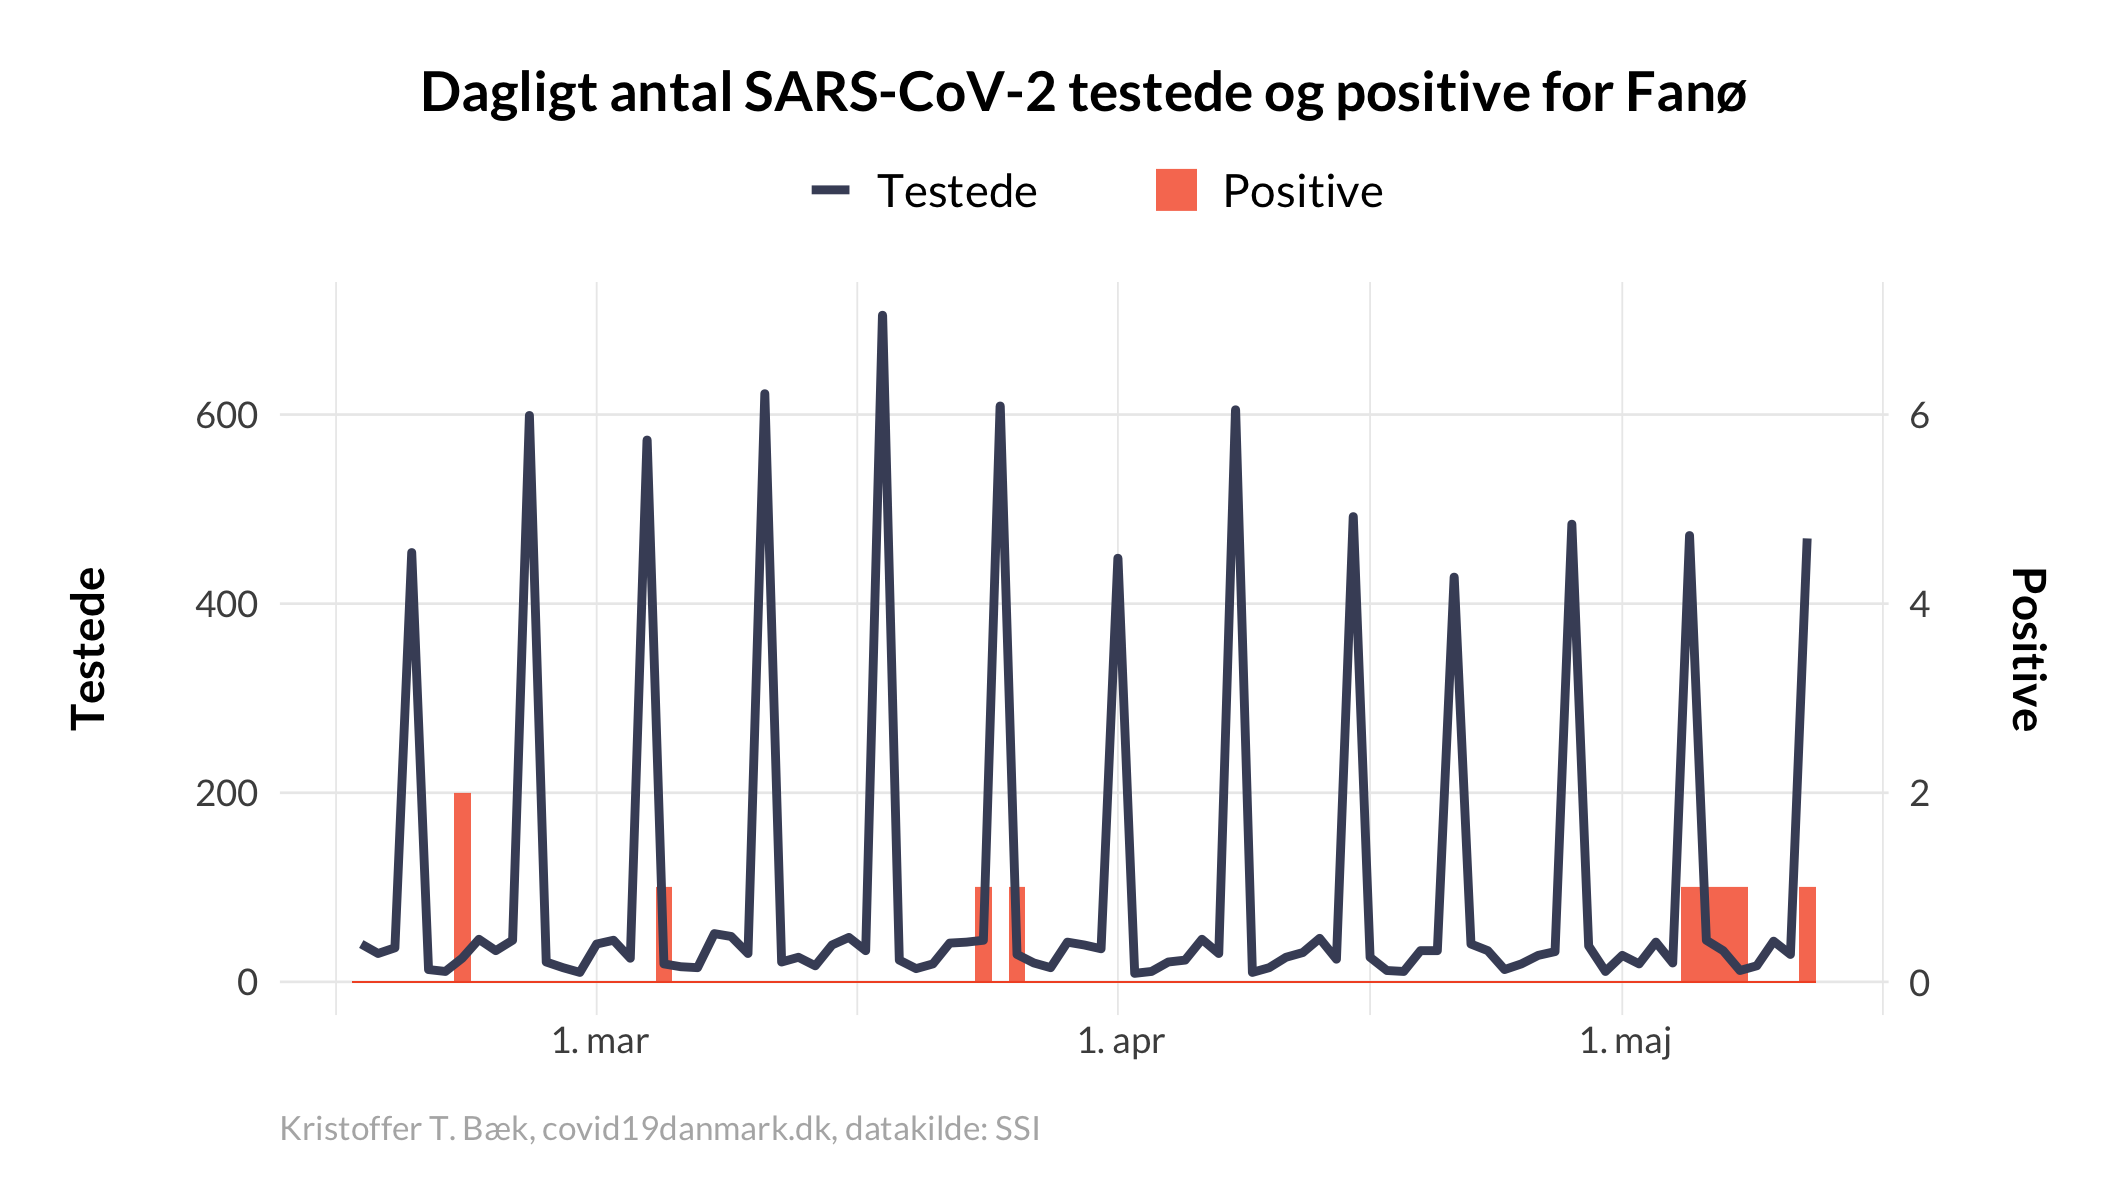 Dagligt antal SARS-CoV-2 testede og positive for Fanø
Testede
Positive
Testede
600
400
200
0
6
4
2
0
Positive
1. mar
1. apr
1. maj
Kristoffer T. Bæk, covid19danmark.dk, datakilde: SSI